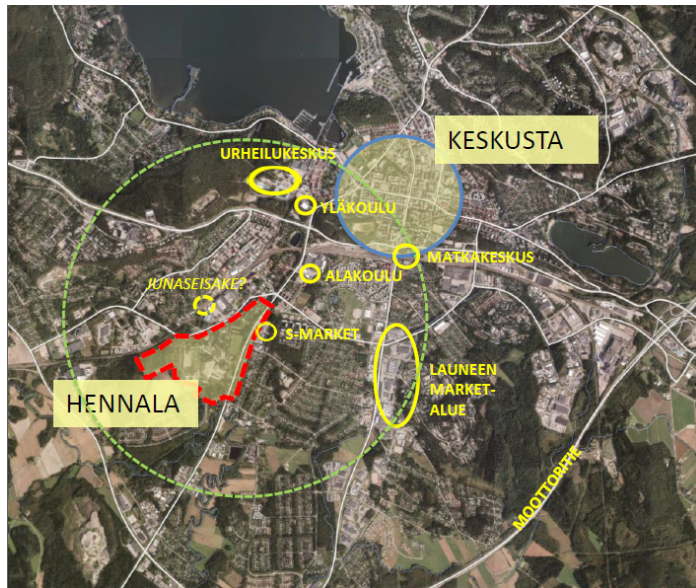 KESKUSTA
URHEILUKESKUS
YLÄKOULU
MATKAKESKUS
ALAKOULU
JUNASEISAKE?
S-MARKET
LAUNEEN
MARKET-
ALUE
HENNALA
MOOTTORITIE